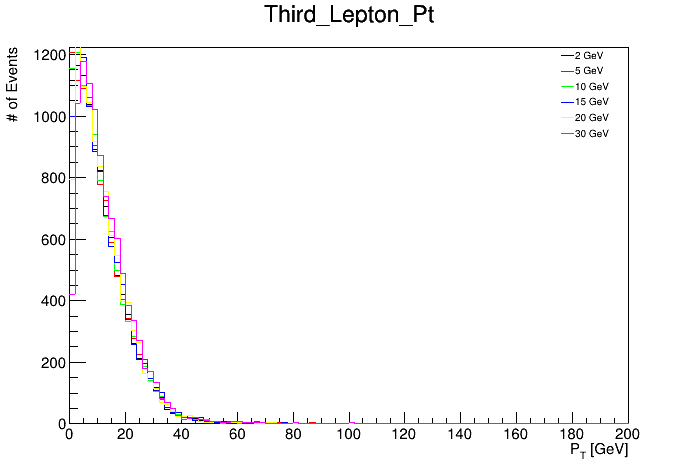 Third_Lepton_Pt
# of Events
1200
1000
800
600
400
200
0
2 GeV
5 GeV
10 GeV
15 GeV
20 GeV
30 GeV
0 20 40 60 80 100 120 140 160 180 200
P_T [GeV]